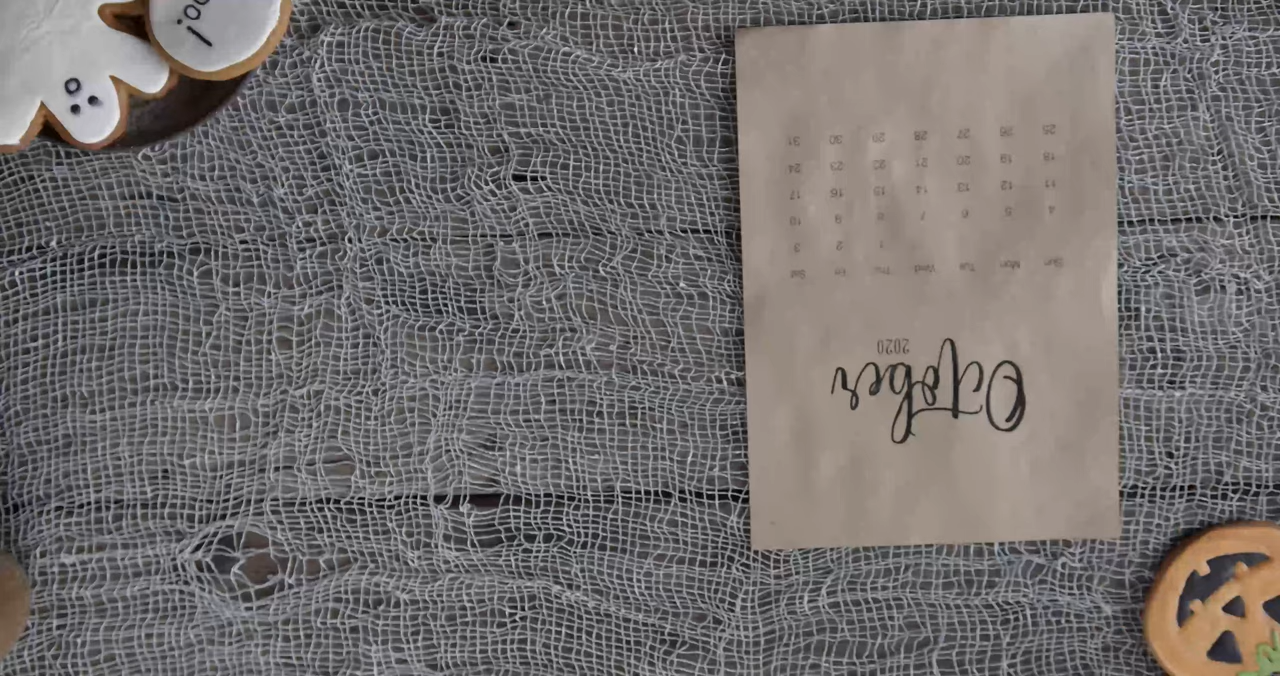 October
2020
Sun Mon Tue Wed Thu Fri Sat
1 2 3
4 5 6 7 8 9 10
11 12 13 14 15 16 17
18 19 20 21 22 23 24
25 26 27 28 29 30 31